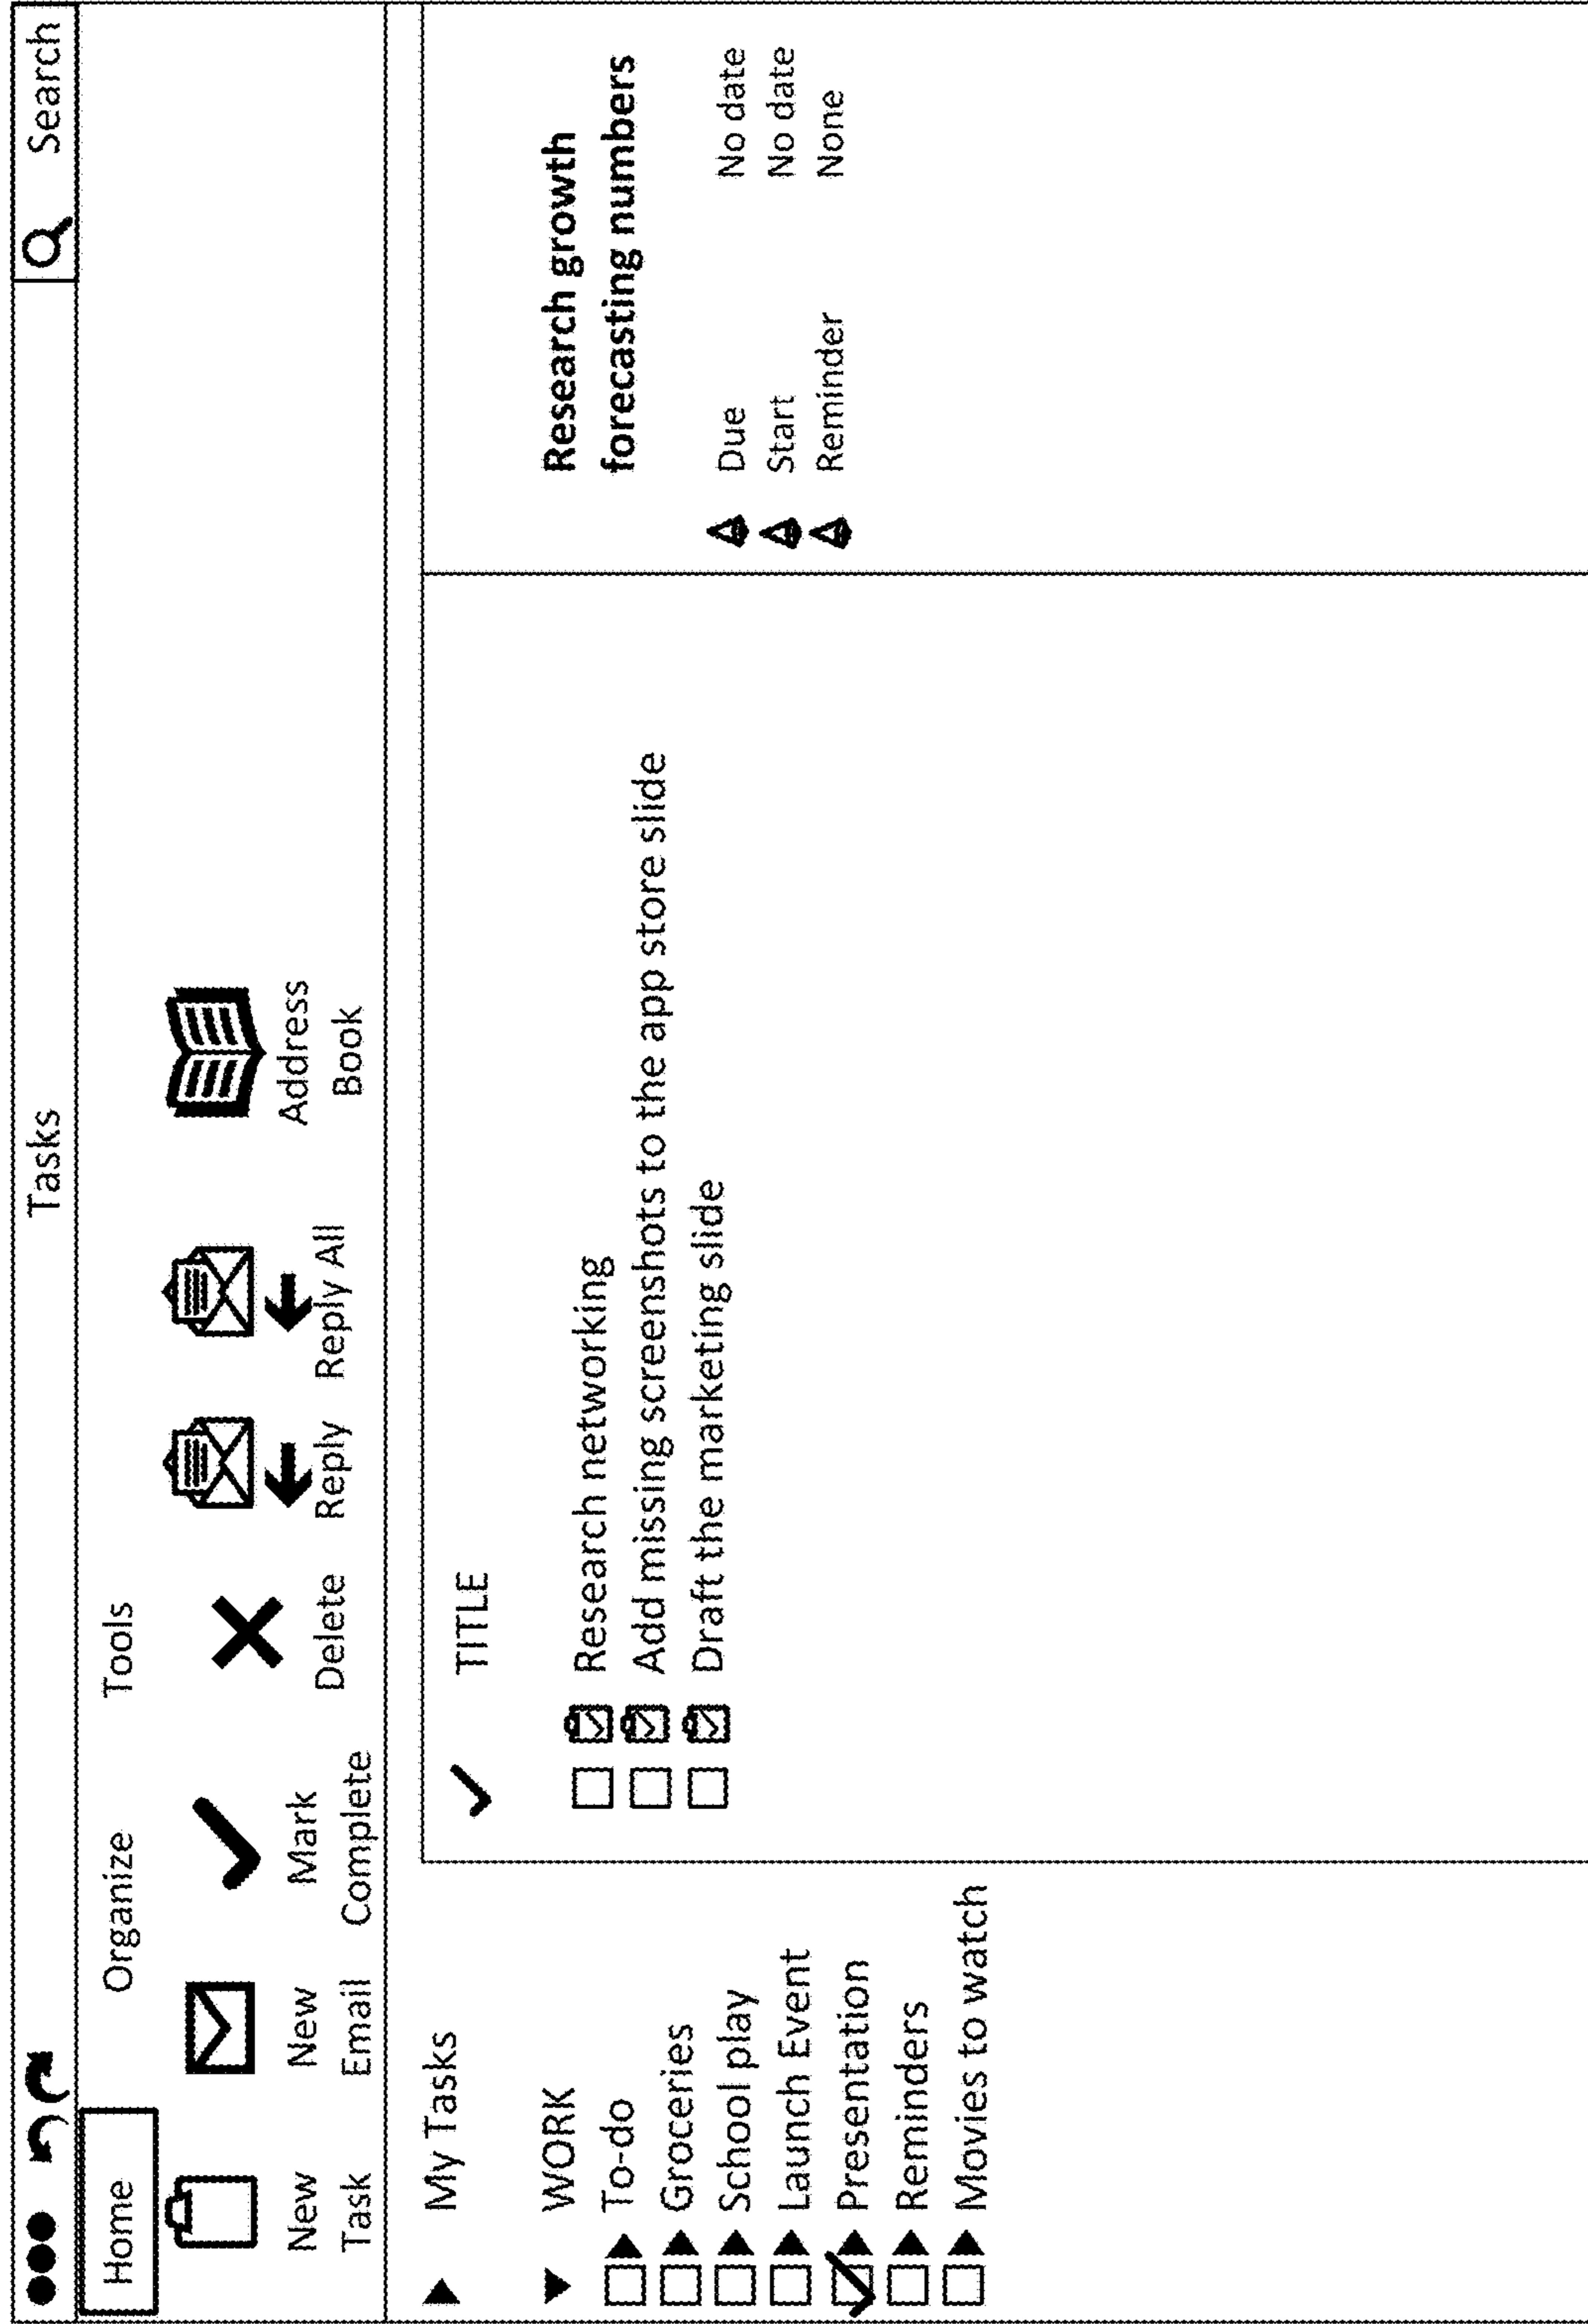 Tasks
Search
Home
Organize
Tools
New
Task
New
Email
Mark
Complete
Delete
Reply
Reply All
Address
Book
My Tasks
WORK
To-do
Groceries
School play
Launch Event
Presentation
Reminders
Movies to watch
TITLE
Research networking
Add missing screenshots to the app store slide
Draft the marketing slide
Research growth
forecasting numbers
Due No date
Start No date
Reminder None